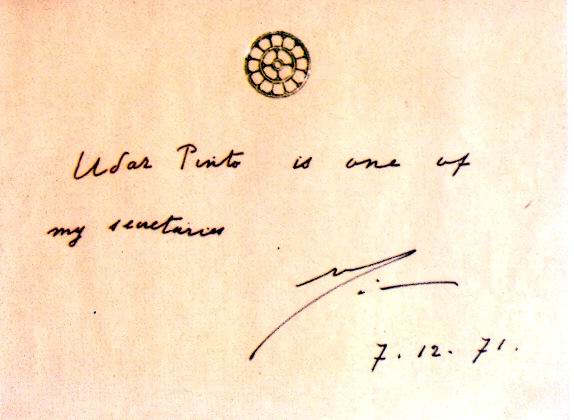 Udar Pinto is one of
my secretaries
7.12.71.